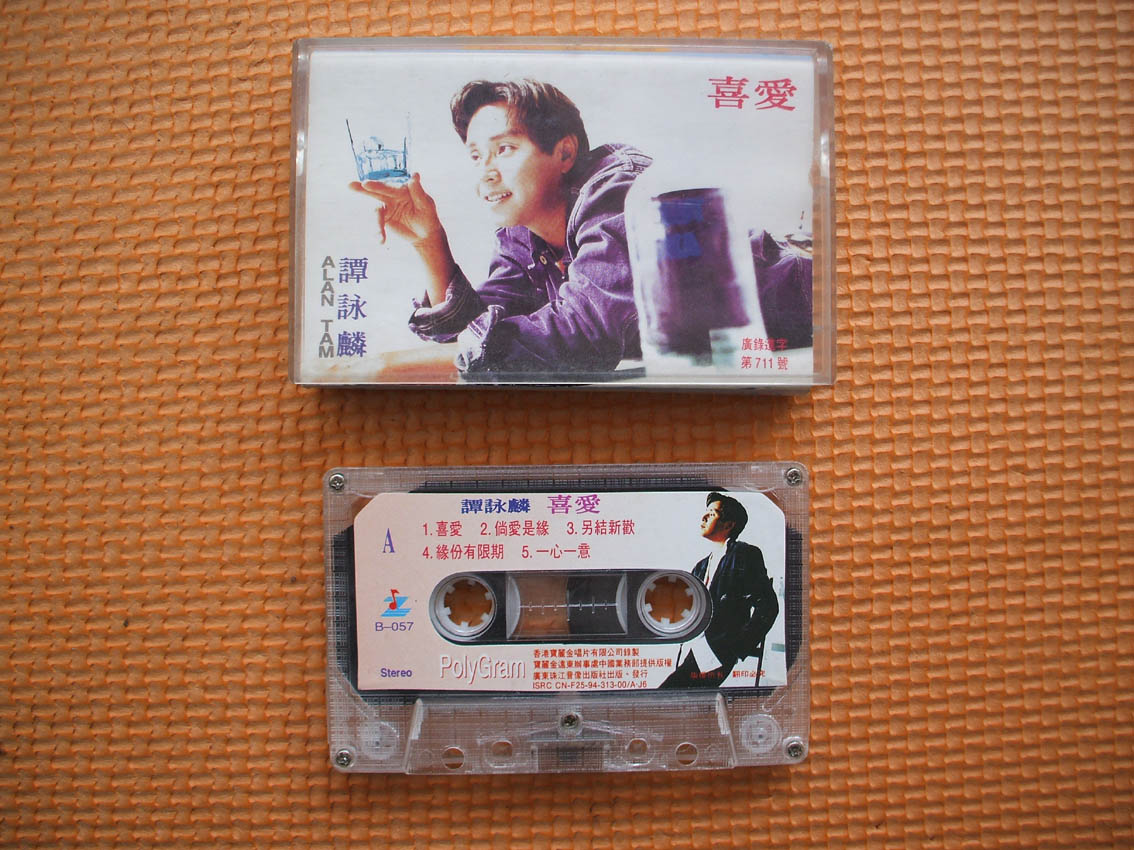 喜愛
ALAN TAM
譚詠麟
廣錄進字
第711號
譚詠麟 喜愛
A
1.喜愛 2.倘愛是緣 3.另結新歡
4.緣份有限期 5.一心一意
B-057
Stereo
PolyGram
香港寶麗金唱片有限公司錄製
寶麗金遠東辦事處中國業務部提供版權
廣東珠江音像出版社出版、發行
ISRC CN-F25-94-313-00/A·J6
翻印必究